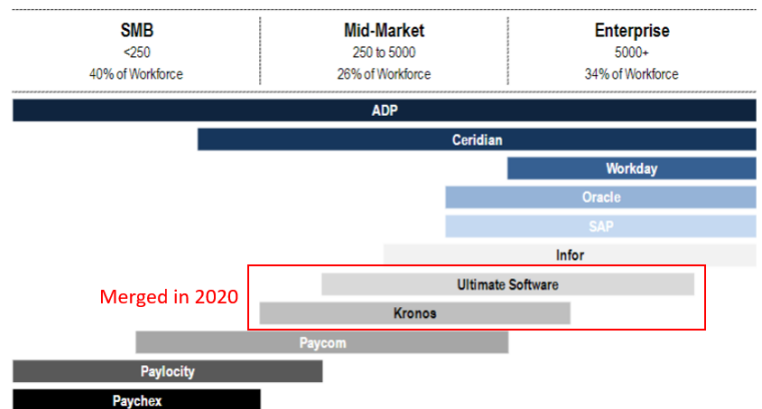 SMB
<250
40% of Workforce
Mid-Market
250 to 5000
26% of Workforce
Enterprise
5000+
34% of Workforce
ADP
Ceridian
Workday
Oracle
SAP
Infor
Ultimate Software
Merged in 2020
Kronos
Paycom
Paylocity
Paychex